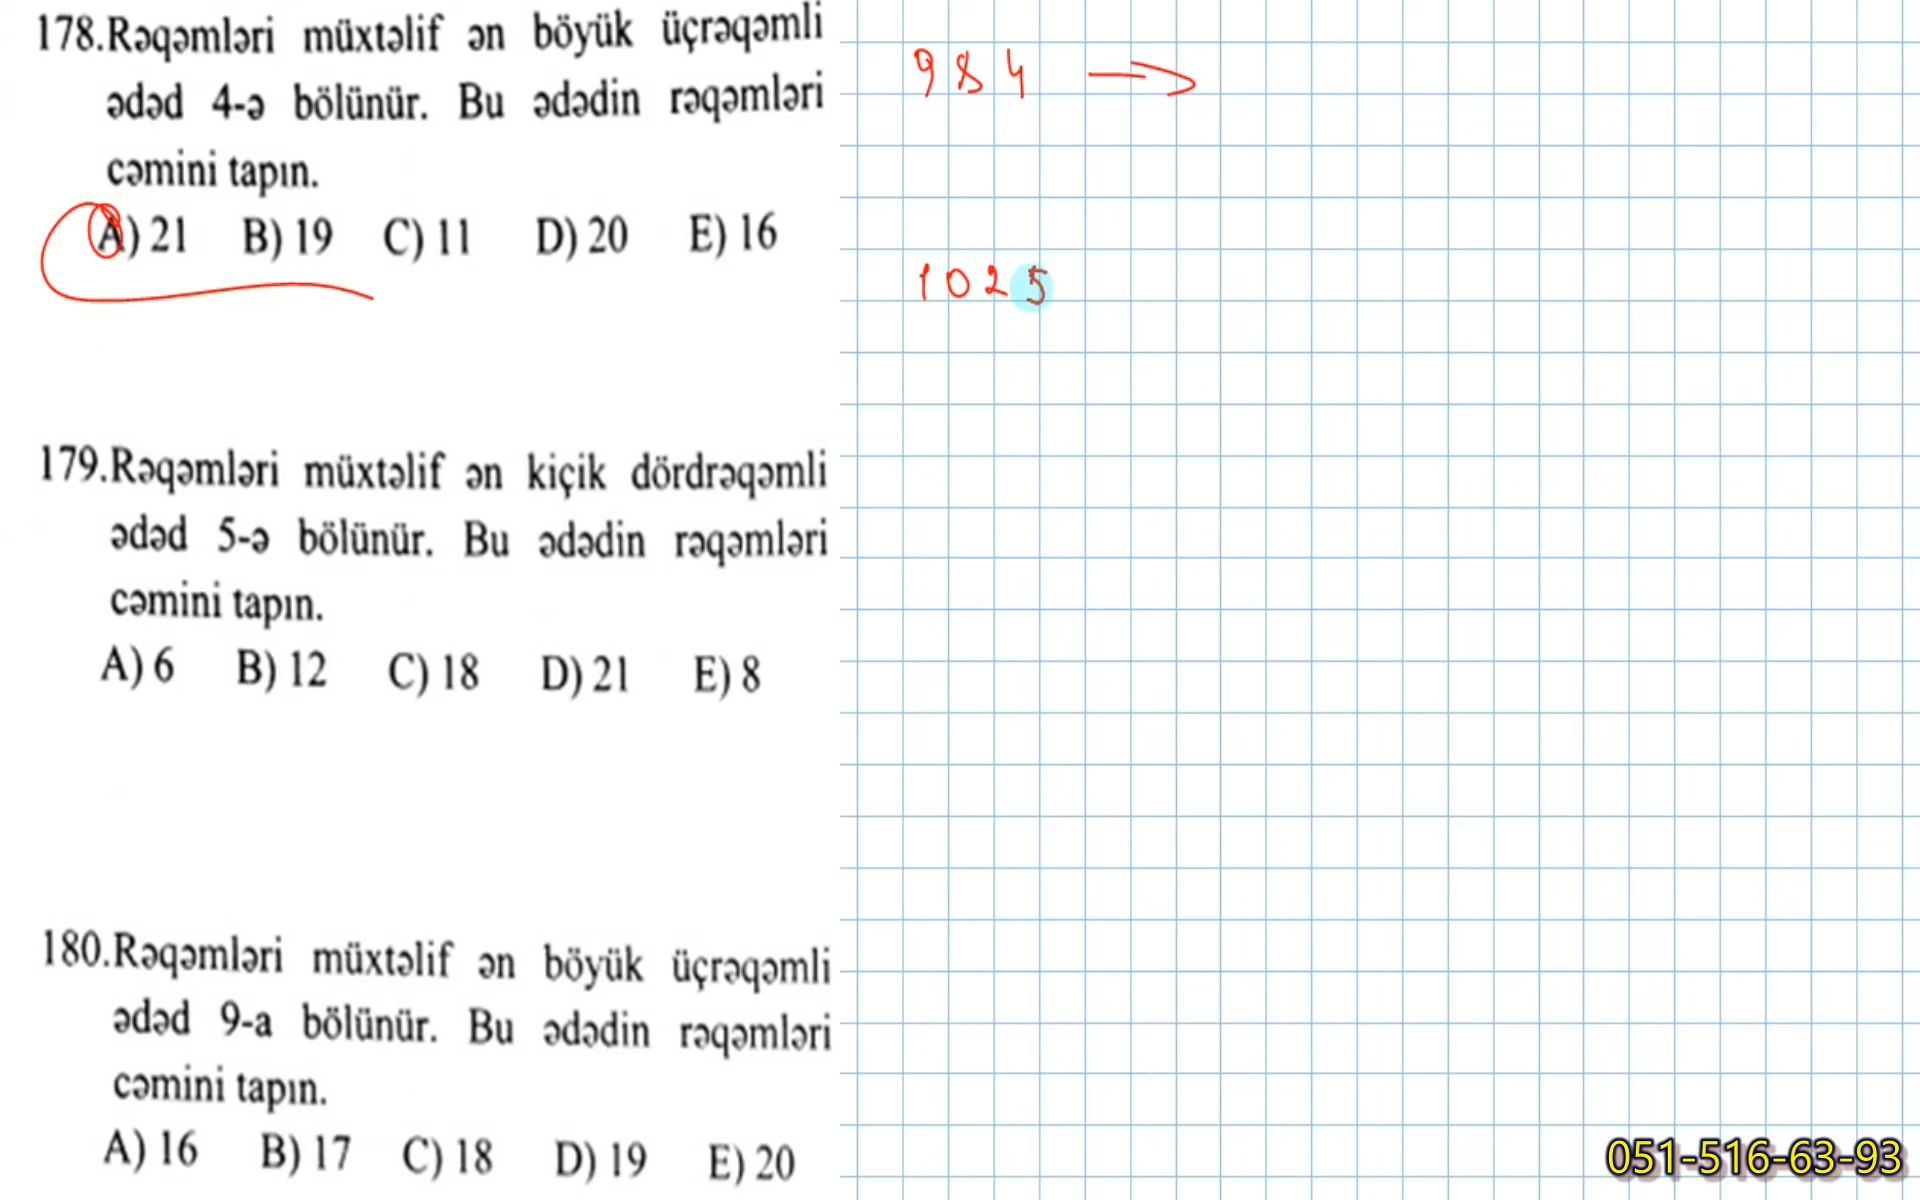 178.Rəqəmləri müxtəlif ən böyük üçrəqəmli
ədəd 4-ə bölünür. Bu ədədin rəqəmləri
cəmini tapın.
A) 21 B) 19 C) 11 D) 20 E) 16
984
1025
179.Rəqəmləri müxtəlif ən kiçik dördrəqəmli
ədəd 5-ə bölünür. Bu ədədin rəqəmləri
cəmini tapın.
A) 6 B) 12 C) 18 D) 21 E) 8
180.Rəqəmləri müxtəlif ən böyük üçrəqəmli
ədəd 9-a bölünür. Bu ədədin rəqəmləri
cəmini tapın.
A) 16 B) 17 C) 18 D) 19 E) 20
051-516-63-93